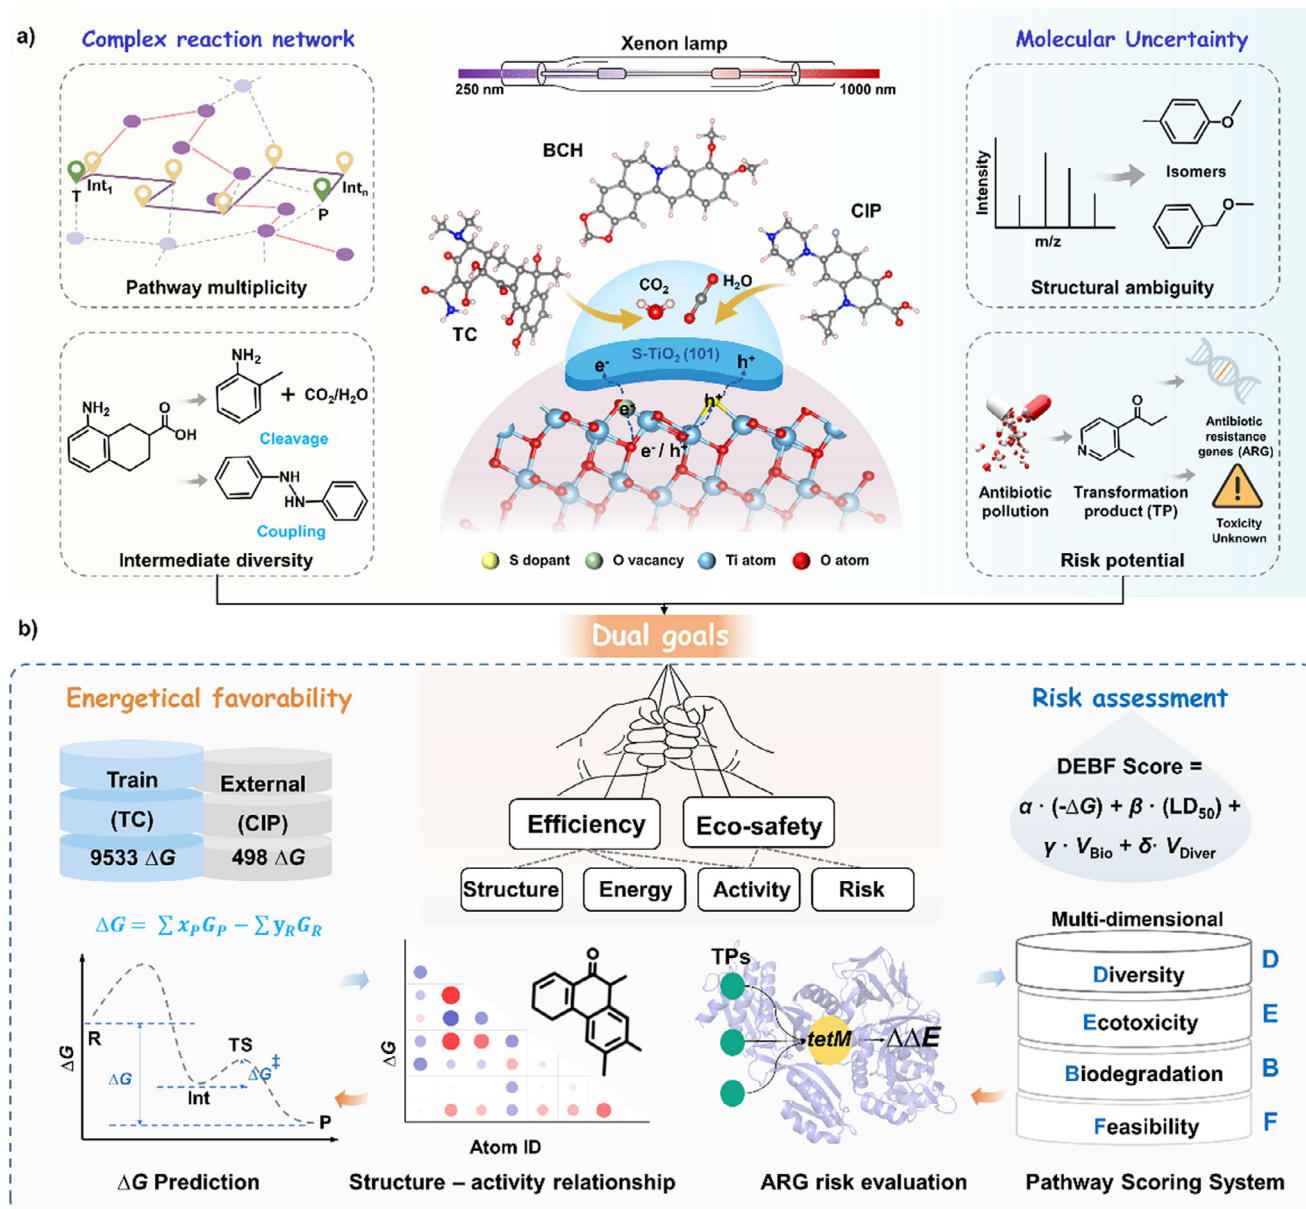 a)
Complex reaction network
T
Int1
P
Intn
Pathway multiplicity
NH2
O
OH
NH2
+ CO2/H2O
Cleavage
NH
HN
Coupling
Intermediate diversity
Xenon lamp
250 nm
1000 nm
BCH
TC
CIP
CO2
H2O
S-TiO2 (101)
e-
h+
e-
h+
e-/ h+
S dopant
O vacancy
Ti atom
O atom
Molecular Uncertainty
Intensity
m/z
O
Isomers
O
Structural ambiguity
O
N
Antibiotic
pollution
Transformation
product (TP)
Antibiotic
resistance
genes (ARG)
Toxicity
Unknown
Risk potential
b)
Dual goals
Energetical favorability
Train
(TC)
9533 ΔG
External
(CIP)
498 ΔG
ΔG = ∑ xPGP − ∑ yRGR
ΔG
R
ΔG
Int
TS
ΔG‡
P
ΔG Prediction
Efficiency
Eco-safety
Structure
Energy
Activity
Risk
ΔG
O
Atom ID
Structure – activity relationship
TPs
tetM
ΔΔE
ARG risk evaluation
Risk assessment
DEBF Score =
α · (-ΔG) + β · (LD50) +
γ · VBio + δ· VDiver
Multi-dimensional
Diversity
D
Ecotoxicity
E
Biodegradation
B
Feasibility
F
Pathway Scoring System